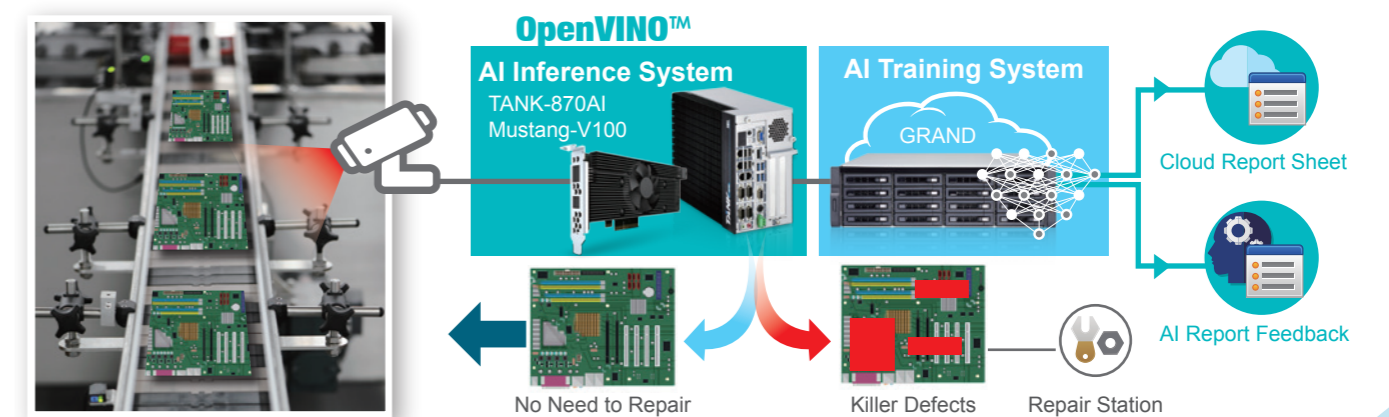 OpenVINO™
AI Inference System
TANK-870AI
Mustang-V100
AI Training System
GRAND
Cloud Report Sheet
AI Report Feedback
No Need to Repair
Killer Defects
Repair Station